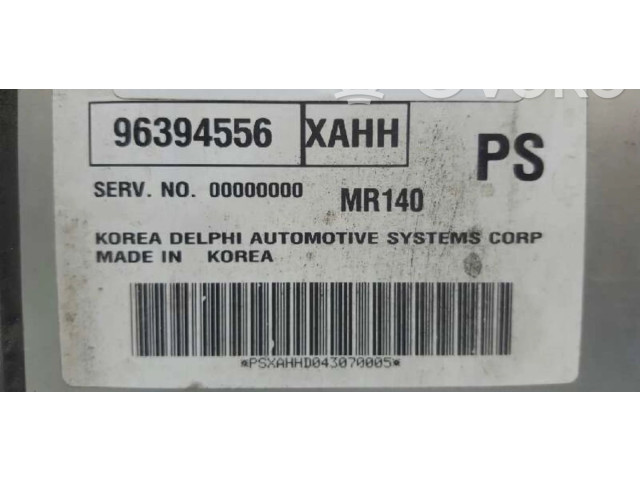 96394556 XAHH PS
SERV. NO. 00000000 MR140
KOREA DELPHI AUTOMOTIVE SYSTEMS CORP
MADE IN KOREA
*PSXAHHD043070005*